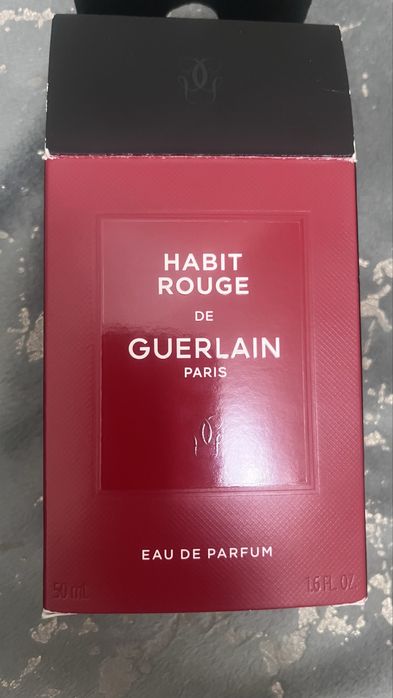 HABIT
ROUGE
DE
GUERLAIN
PARIS
EAU DE PARFUM
50 mL
1.6 FL. OZ.